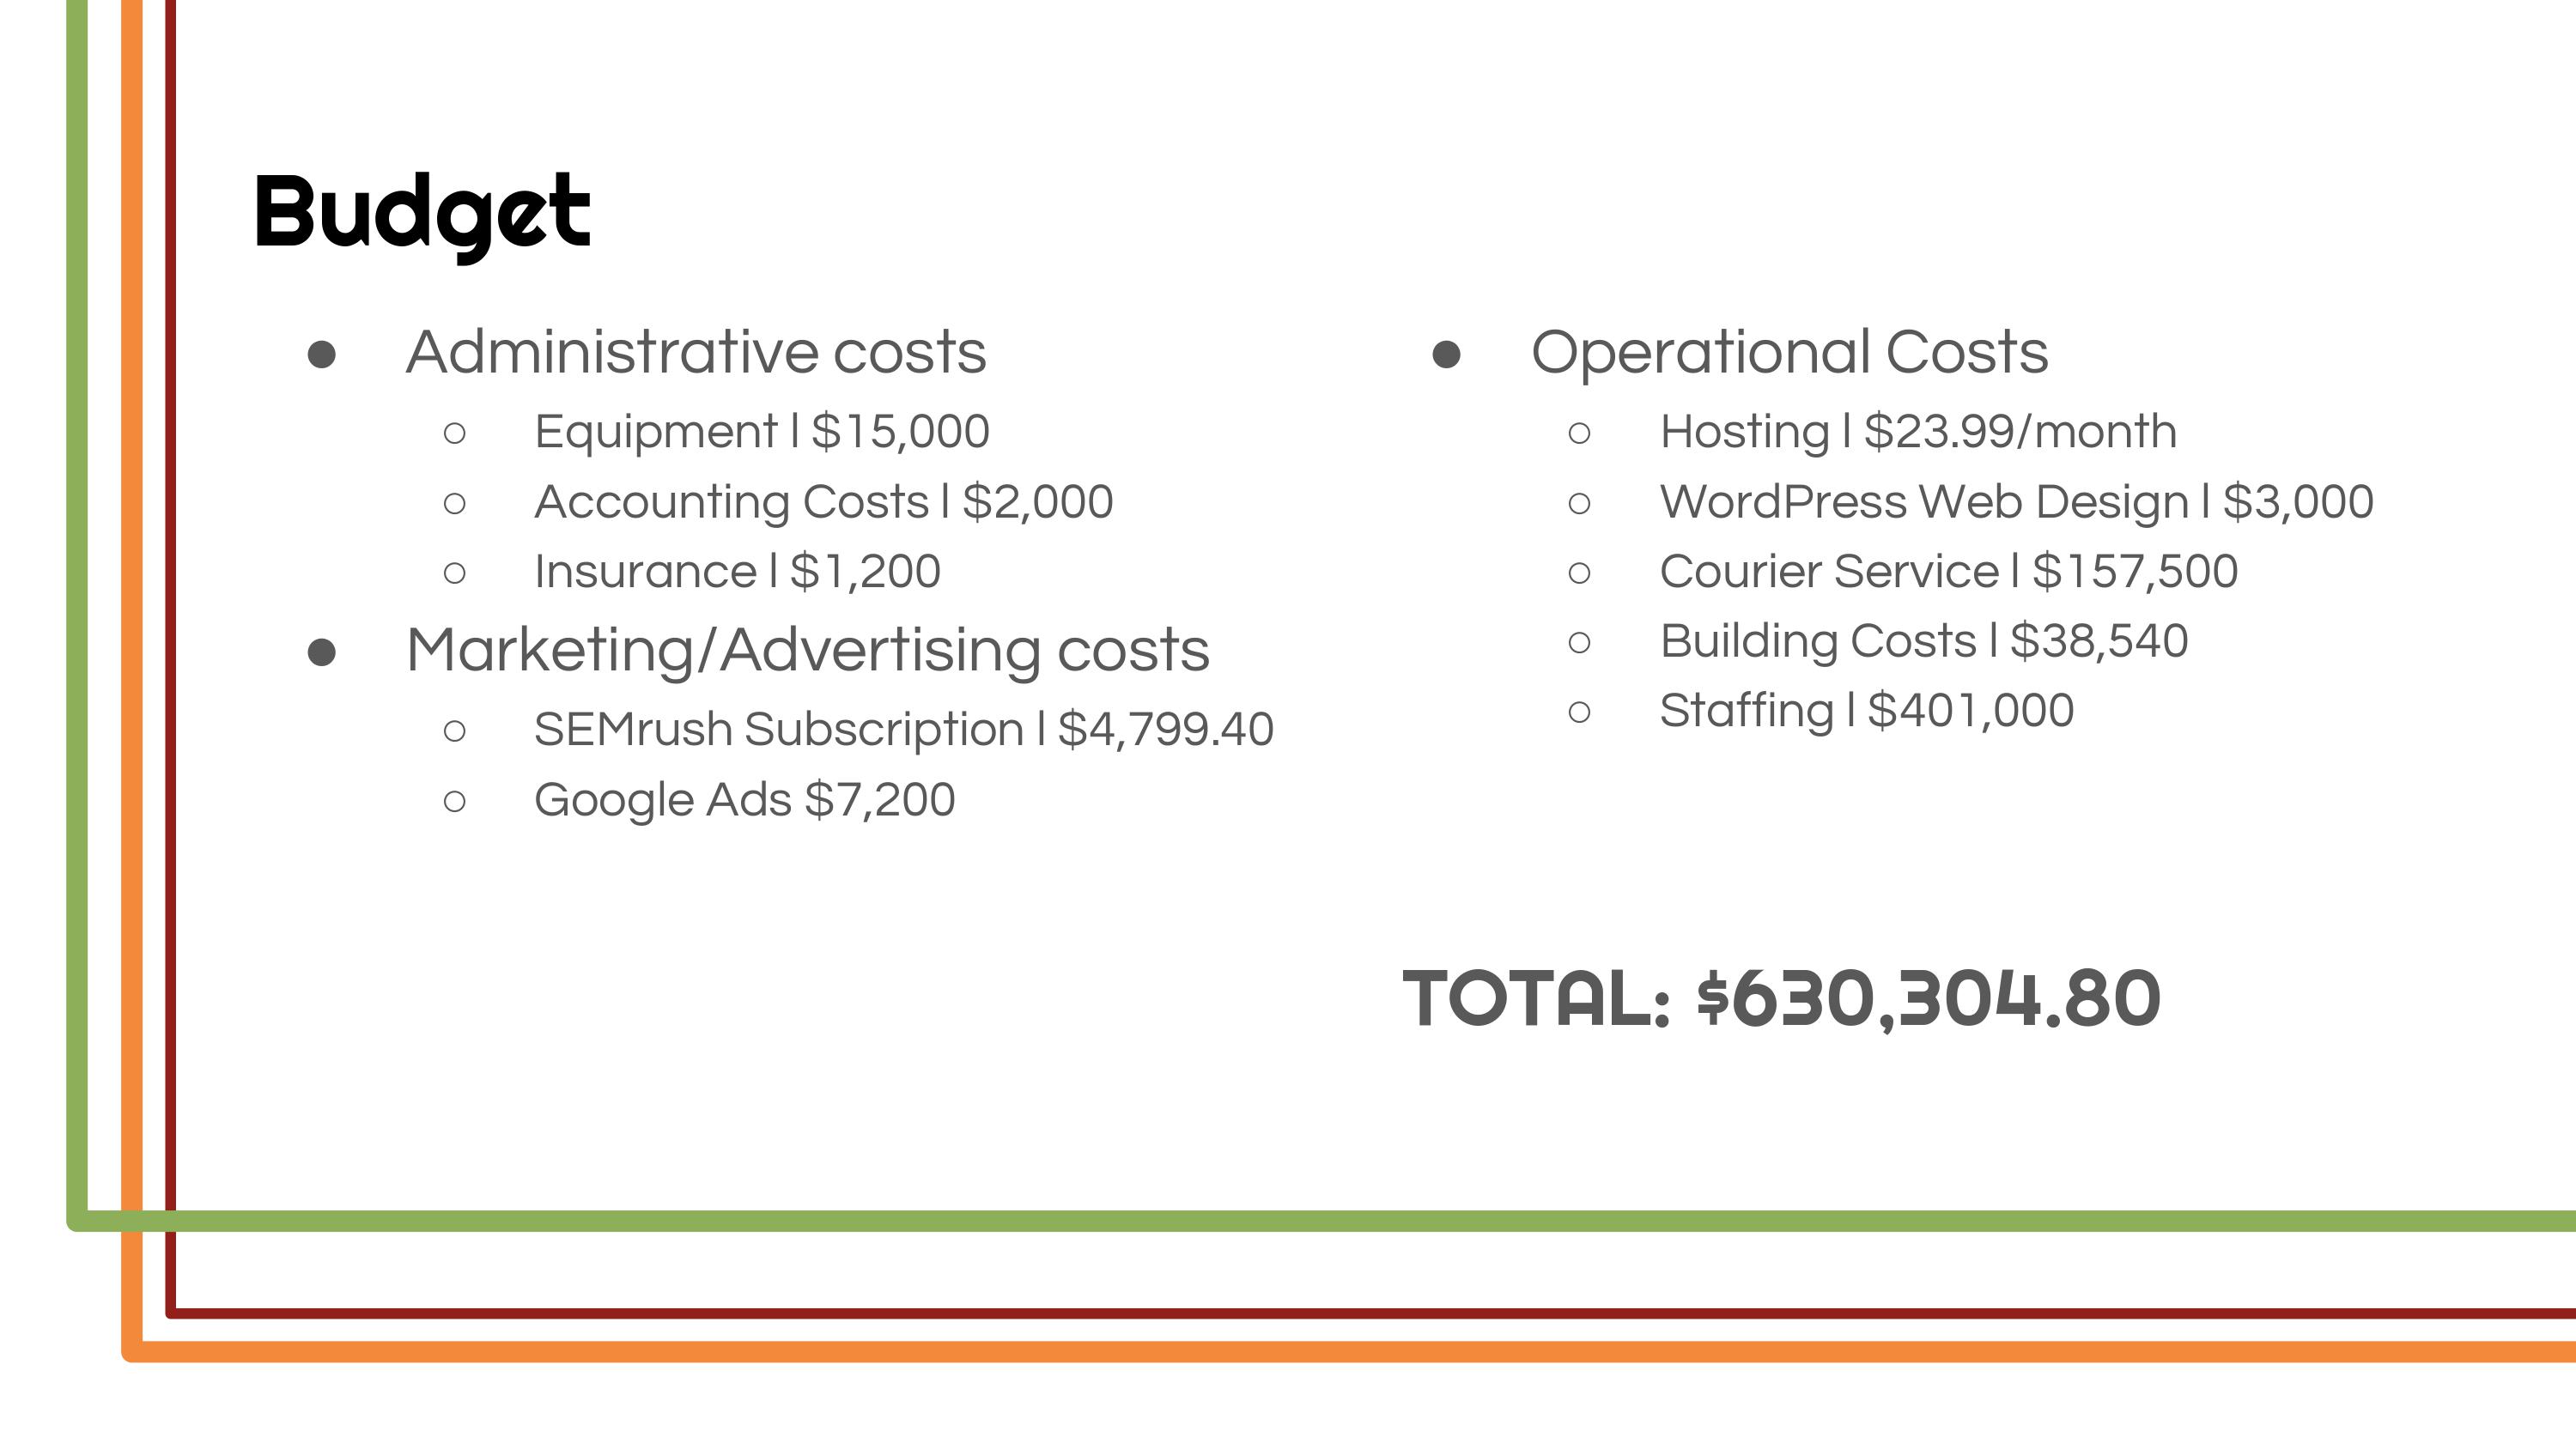 Budget
● Administrative costs
○ Equipment | $15,000
○ Accounting Costs | $2,000
○ Insurance | $1,200
● Marketing/Advertising costs
○ SEMrush Subscription | $4,799.40
○ Google Ads $7,200
● Operational Costs
○ Hosting | $23.99/month
○ WordPress Web Design | $3,000
○ Courier Service | $157,500
○ Building Costs | $38,540
○ Staffing | $401,000
TOTAL: $630,304.80